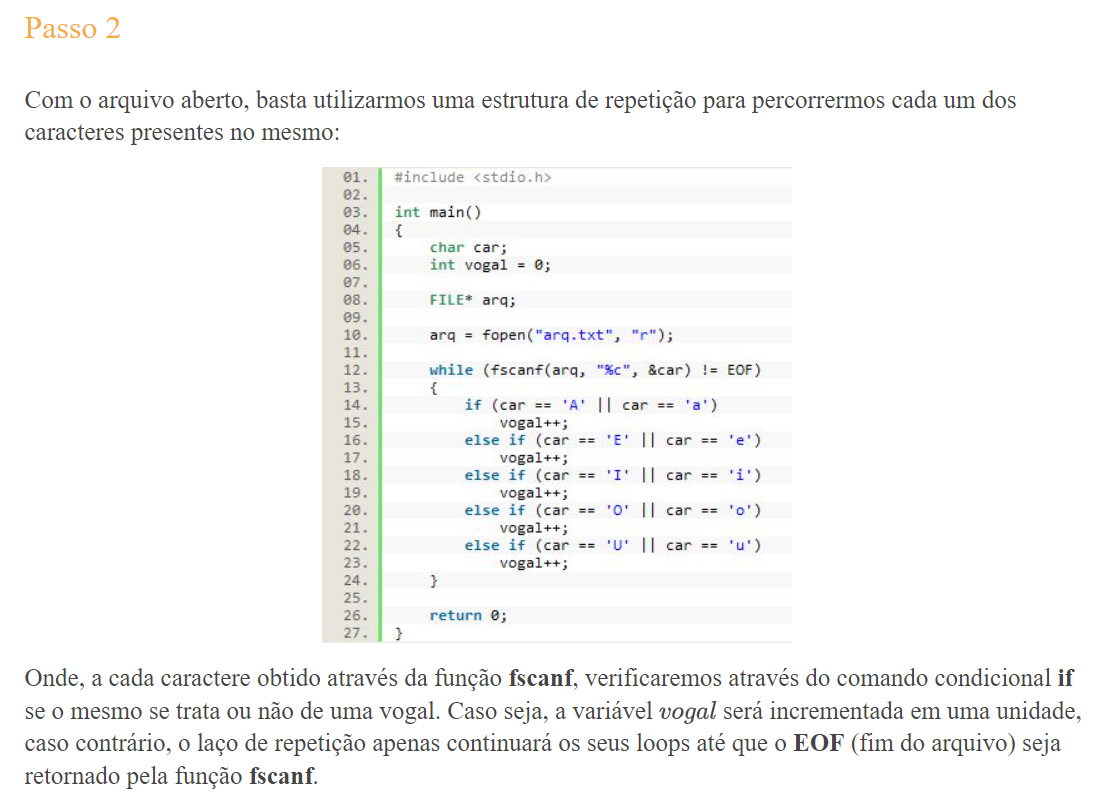 Passo 2
Com o arquivo aberto, basta utilizarmos uma estrutura de repetição para percorrermos cada um dos
caracteres presentes no mesmo:
01. #include <stdio.h>
02.
03. int main()
04. {
05.     char car;
06.     int vogal = 0;
07.
08.     FILE* arq;
09.
10.     arq = fopen("arq.txt", "r");
11.
12.     while (fscanf(arq, "%c", &car) != EOF)
13.     {
14.         if (car == 'A' || car == 'a')
15.             vogal++;
16.         else if (car == 'E' || car == 'e')
17.             vogal++;
18.         else if (car == 'I' || car == 'i')
19.             vogal++;
20.         else if (car == 'O' || car == 'o')
21.             vogal++;
22.         else if (car == 'U' || car == 'u')
23.             vogal++;
24.     }
25.
26.     return 0;
27. }
Onde, a cada caractere obtido através da função fscanf, verificaremos através do comando condicional if
se o mesmo se trata ou não de uma vogal. Caso seja, a variável vogal será incrementada em uma unidade,
caso contrário, o laço de repetição apenas continuará os seus loops até que o EOF (fim do arquivo) seja
retornado pela função fscanf.